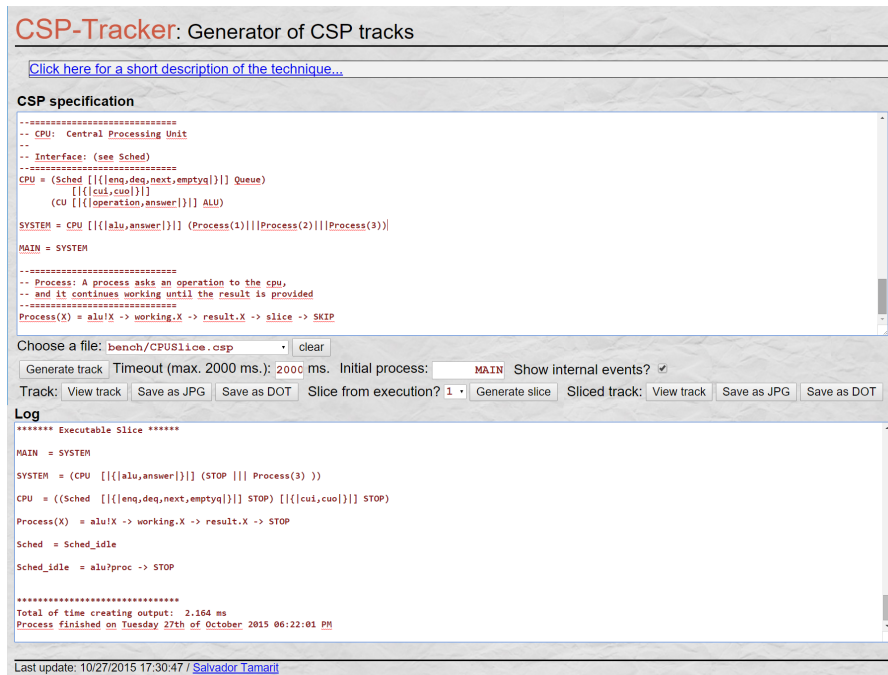 CSP-Tracker: Generator of CSP tracks
Click here for a short description of the technique...
CSP specification
--===========================
-- CPU:  Central Processing Unit
--
-- Interface: (see Sched)
--===========================
CPU = (Sched [|{|enq,deq,next,emptyq|}|] Queue)
[|{|cui,cuo|}|]
(CU [|{|operation,answer|}|] ALU)
SYSTEM = CPU [|{|alu,answer|}|] (Process(1)|||Process(2)|||Process(3))
MAIN = SYSTEM
--===========================
-- Process: A process asks an operation to the cpu,
-- and it continues working until the result is provided
--===========================
Process(X) = alu!X -> working.X -> result.X -> slice -> SKIP
Choose a file: bench/CPUSlice.csp clear
Generate track Timeout (max. 2000 ms.): 2000 ms. Initial process: MAIN Show internal events?
Track: View track Save as JPG Save as DOT Slice from execution? 1 Generate slice Sliced track: View track Save as JPG Save as DOT
Log
******* Executable Slice ******
MAIN  = SYSTEM
SYSTEM  = (CPU  [|{|alu,answer|}|] (STOP ||| Process(3) ))
CPU  = ((Sched  [|{|enq,deq,next,emptyq|}|] STOP) [|{|cui,cuo|}|] STOP)
Process(X)  = alu!X -> working.X -> result.X -> STOP
Sched  = Sched_idle
Sched_idle  = alu?proc -> STOP
******************************
Total of time creating output:  2.164 ms
Process finished on Tuesday 27th of October 2015 06:22:01 PM
Last update: 10/27/2015 17:30:47 / Salvador Tamarit